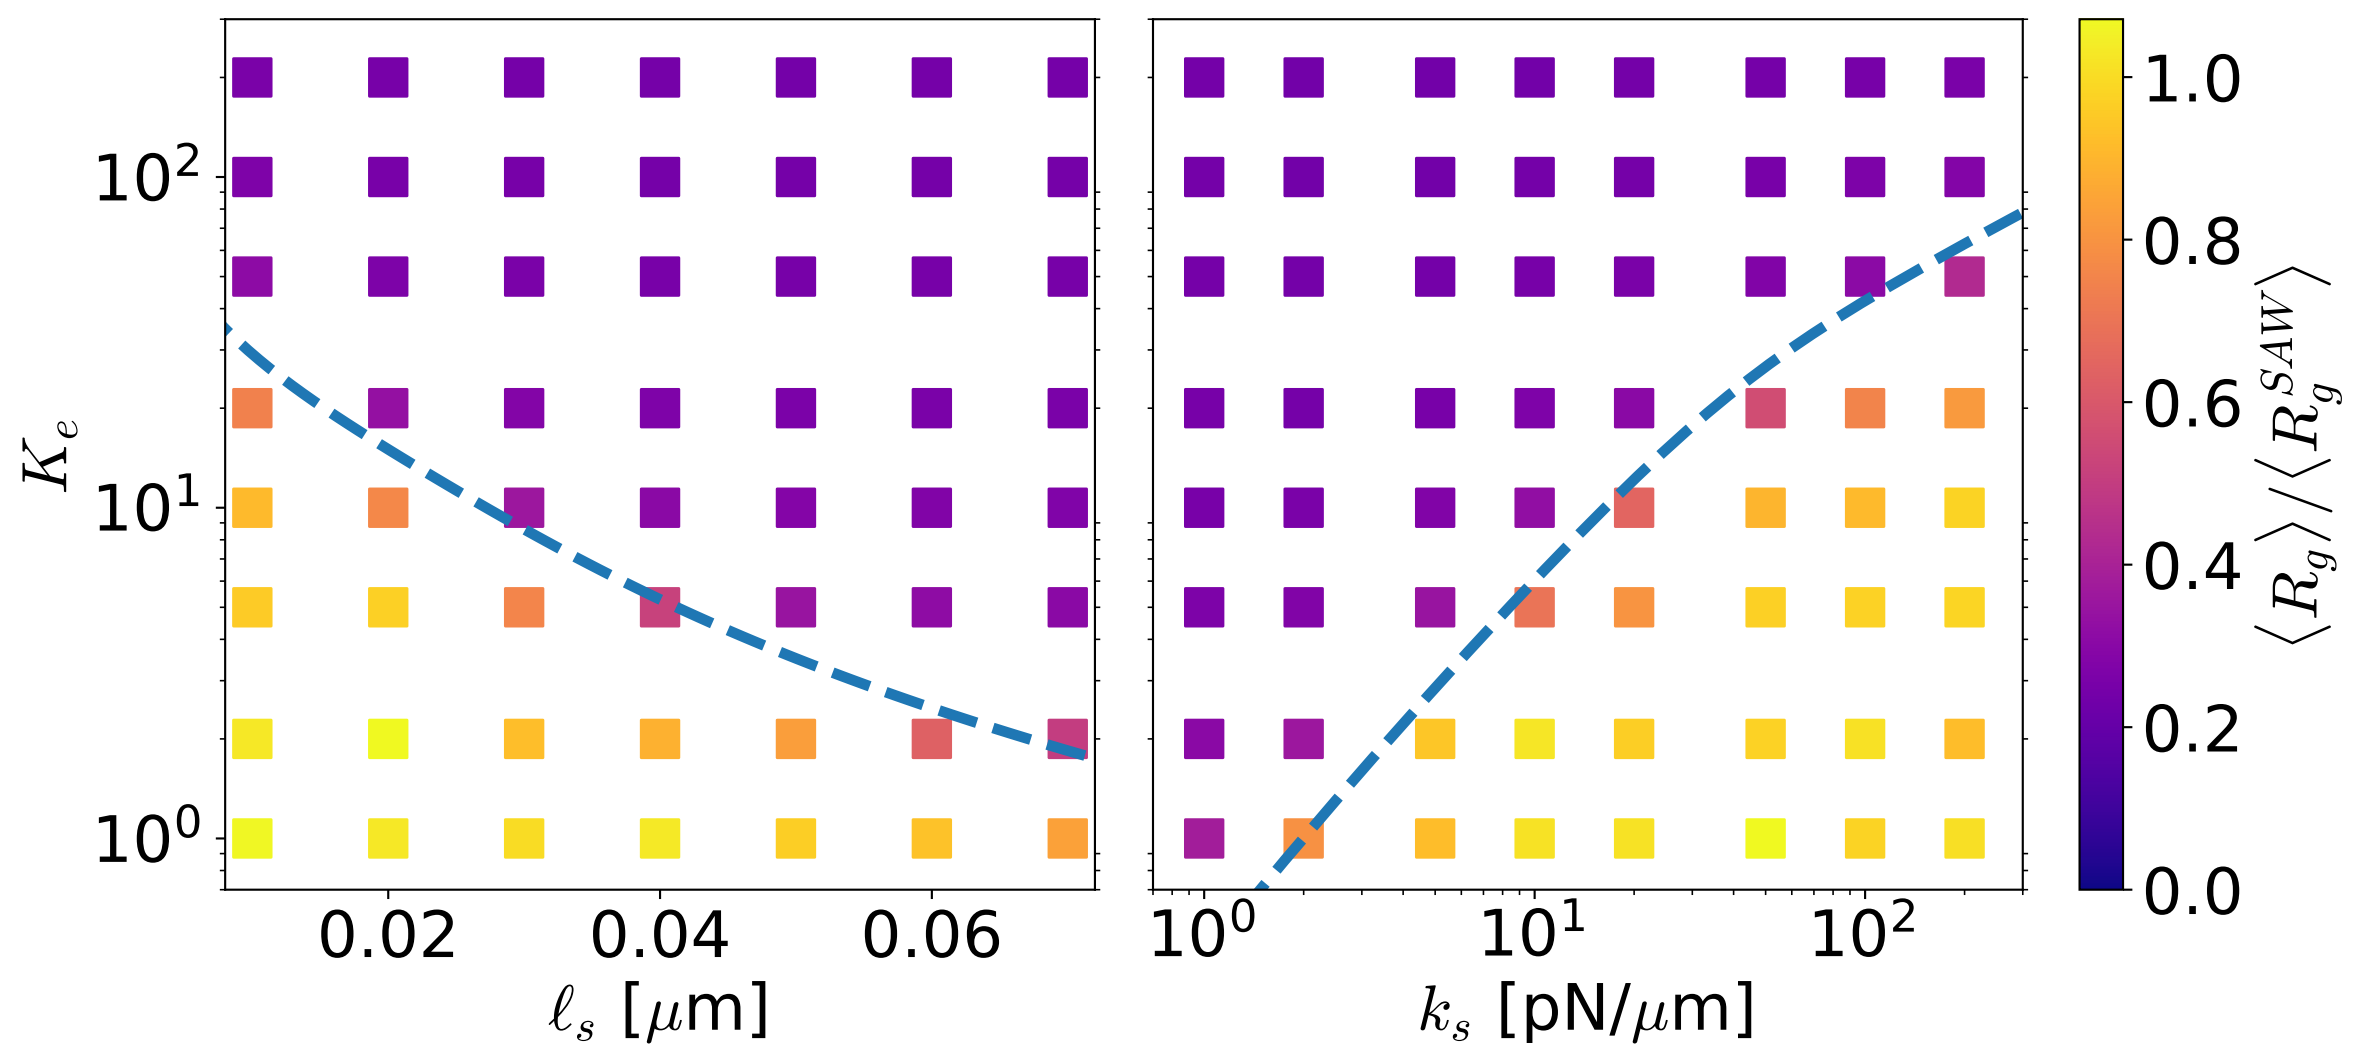 K_e
10^2
10^1
10^0
0.02 0.04 0.06
ℓ_s [μm]
10^0 10^1 10^2
k_s [pN/μm]
1.0
0.8
0.6
0.4
0.2
0.0
⟨R_g⟩/⟨R_g^{SAW}⟩